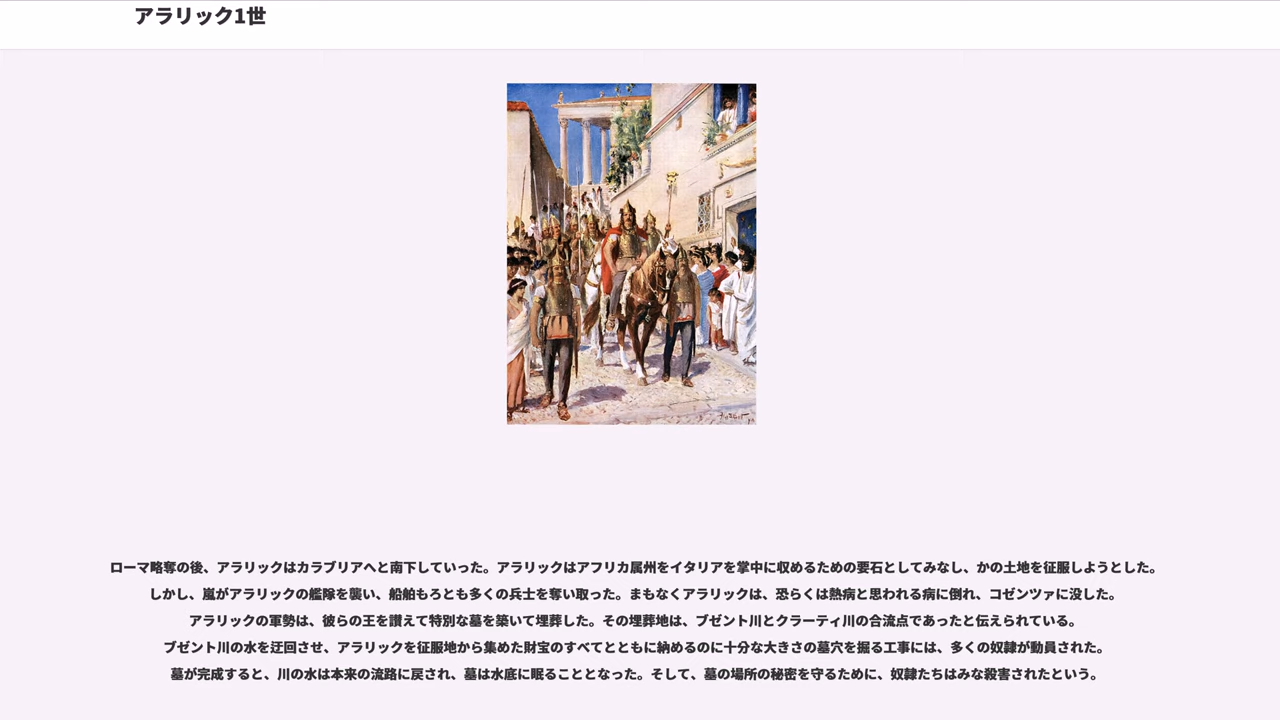 アラリック1世
ローマ略奪の後、アラリックはカラブリアへと南下していった。アラリックはアフリカ属州をイタリアを掌中に収めるための要石としてみなし、かの土地を征服しようとした。
しかし、嵐がアラリックの艦隊を襲い、船舶もろとも多くの兵士を奪い取った。まもなくアラリックは、恐らくは熱病と思われる病に倒れ、コゼンツァに没した。
アラリックの軍勢は、彼らの王を讃えて特別な墓を築いて埋葬した。その埋葬地は、ブゼント川とクラーティ川の合流点であったと伝えられている。
ブゼント川の水を迂回させ、アラリックを征服地から集めた財宝のすべてとともに納めるのに十分な大きさの墓穴を掘る工事には、多くの奴隷が動員された。
墓が完成すると、川の水は本来の流路に戻され、墓は水底に眠ることとなった。そして、墓の場所の秘密を守るために、奴隷たちはみな殺害されたという。